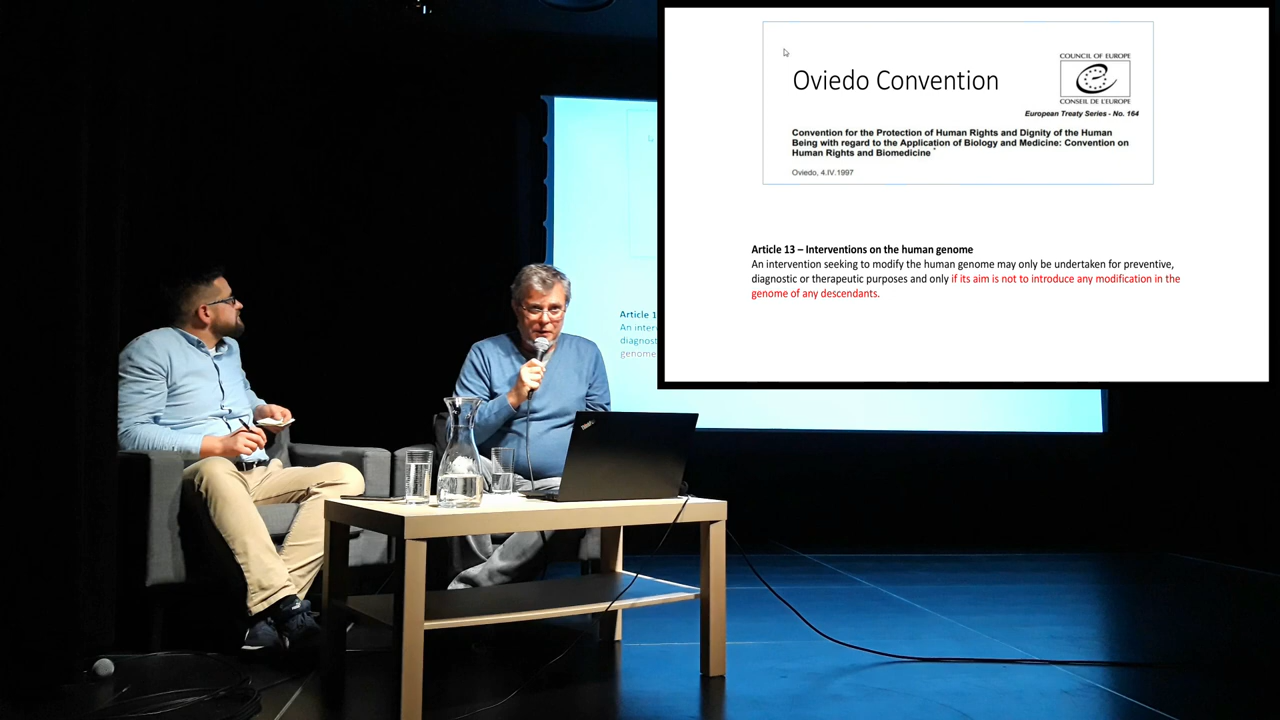 COUNCIL OF EUROPE
Oviedo Convention
CONSEIL DE L'EUROPE
European Treaty Series - No. 164
Convention for the Protection of Human Rights and Dignity of the Human
Being with regard to the Application of Biology and Medicine: Convention on
Human Rights and Biomedicine *
Oviedo, 4.IV.1997
Article 13 – Interventions on the human genome
An intervention seeking to modify the human genome may only be undertaken for preventive,
diagnostic or therapeutic purposes and only if its aim is not to introduce any modification in the
genome of any descendants.
Article 1
An interv
diagnost
genome
ThinkPad